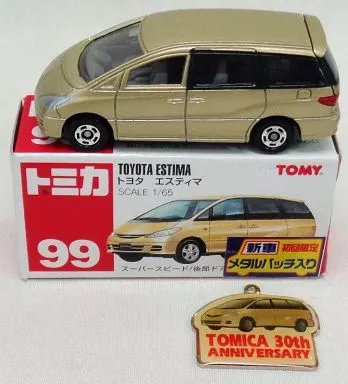 トミカ
99
TOYOTA ESTIMA
トヨタ エスティマ
SCALE 1/65
TOMY
新車 初回限定
メタルバッチ入り
スーパースピード/後部ド
TOMICA 30th
ANNIVERSARY